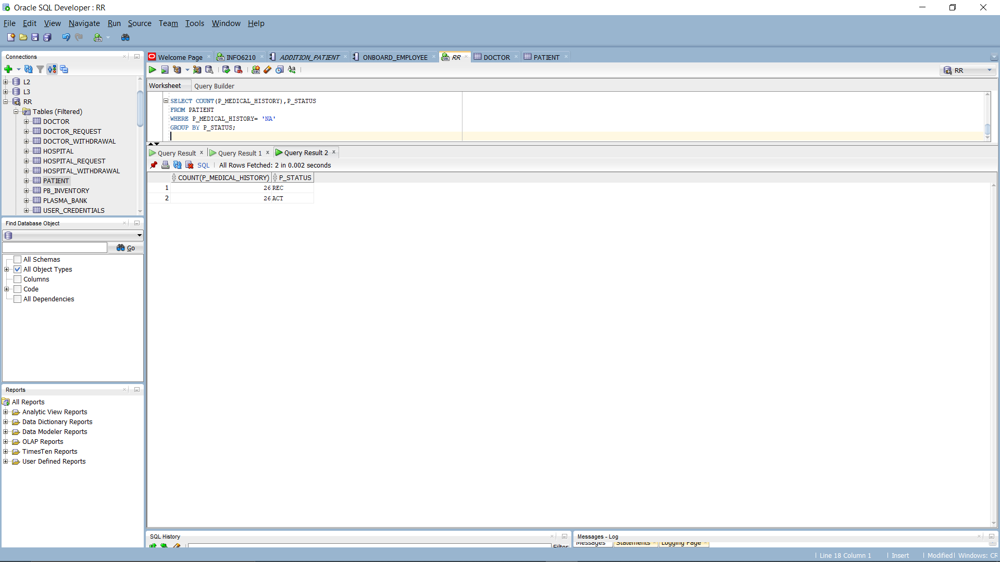 Oracle SQL Developer : RR
File Edit View Navigate Run Source Team Tools Window Help
Connections
L2
L3
RR
Tables (Filtered)
DOCTOR
DOCTOR_REQUEST
DOCTOR_WITHDRAWAL
HOSPITAL
HOSPITAL_REQUEST
HOSPITAL_WITHDRAWAL
PATIENT
PB_INVENTORY
PLASMA_BANK
USER_CREDENTIALS
Find Database Object
Go
All Schemas
All Object Types
Columns
Code
All Dependencies
Reports
All Reports
Analytic View Reports
Data Dictionary Reports
Data Modeler Reports
OLAP Reports
TimesTen Reports
User Defined Reports
Welcome Page INFO6210 ADDITION_PATIENT ONBOARD_EMPLOYEE RR DOCTOR PATIENT
Aa
RR
Worksheet Query Builder
SELECT COUNT(P_MEDICAL_HISTORY),P_STATUS
FROM PATIENT
WHERE P_MEDICAL_HISTORY= 'NA'
GROUP BY P_STATUS;
Query Result Query Result 1 Query Result 2
SQL All Rows Fetched: 2 in 0.002 seconds
COUNT(P_MEDICAL_HISTORY) P_STATUS
1 26 REC
2 26 ACT
SQL History
Filter
Messages - Log
Messages Statements Logging Page
Line 18 Column 1 Insert Modified Windows: CR